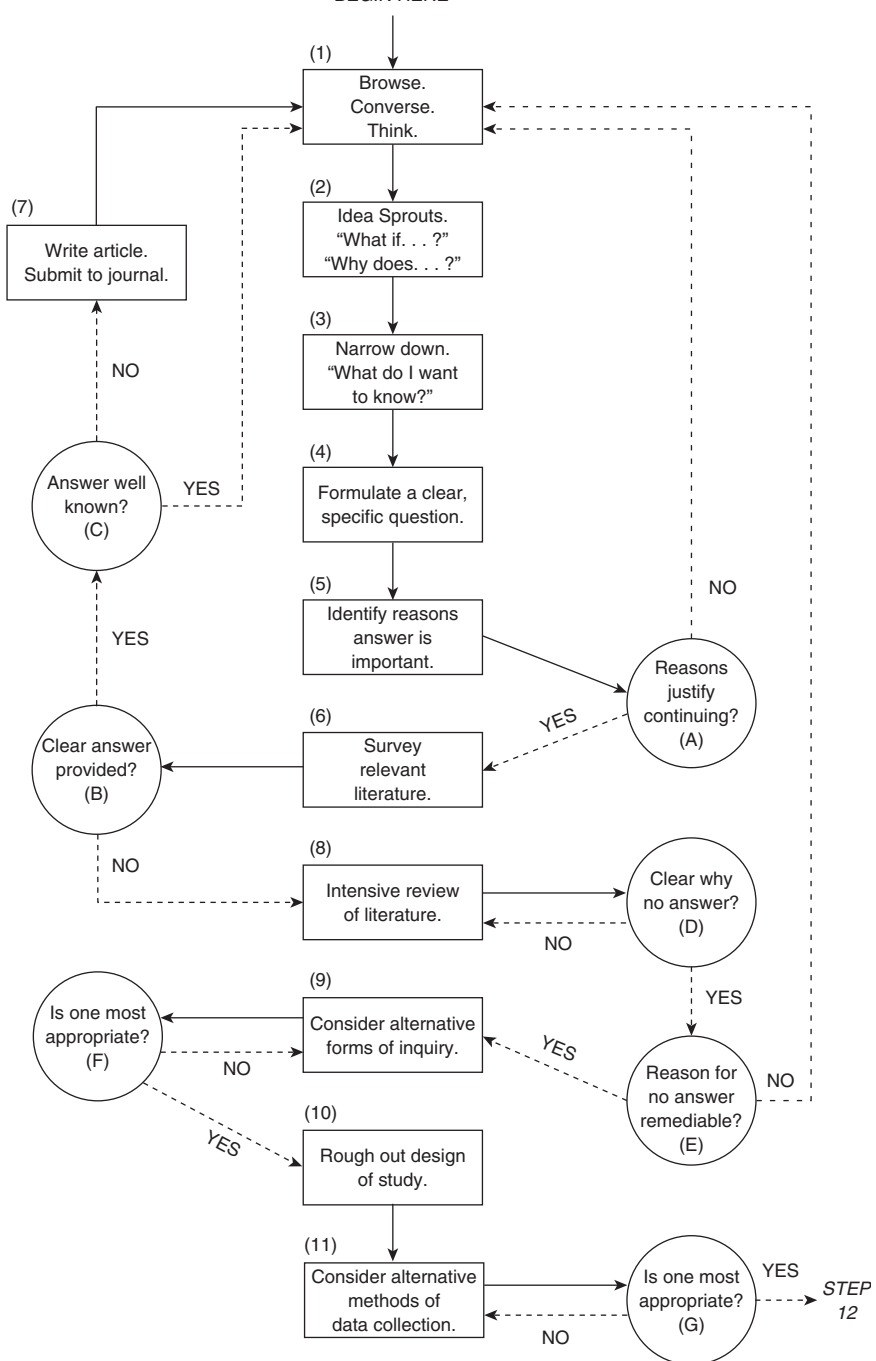 (1)
Browse.
Converse.
Think.
(2)
Idea Sprouts.
“What if. . . ?”
“Why does. . . ?”
(7)
Write article.
Submit to journal.
(3)
Narrow down.
“What do I want
to know?”
NO
(4)
Formulate a clear,
specific question.
Answer well
known?
(C)
YES
(5)
Identify reasons
answer is
important.
NO
YES
Reasons
justify
continuing?
(A)
YES
(6)
Survey
relevant
literature.
Clear answer
provided?
(B)
NO
(8)
Intensive review
of literature.
Clear why
no answer?
(D)
NO
YES
(9)
Consider alternative
forms of inquiry.
Is one most
appropriate?
(F)
NO
YES
Reason for
no answer
remediable?
(E)
NO
YES
(10)
Rough out design
of study.
(11)
Consider alternative
methods of
data collection.
Is one most
appropriate?
(G)
NO
YES
STEP
12